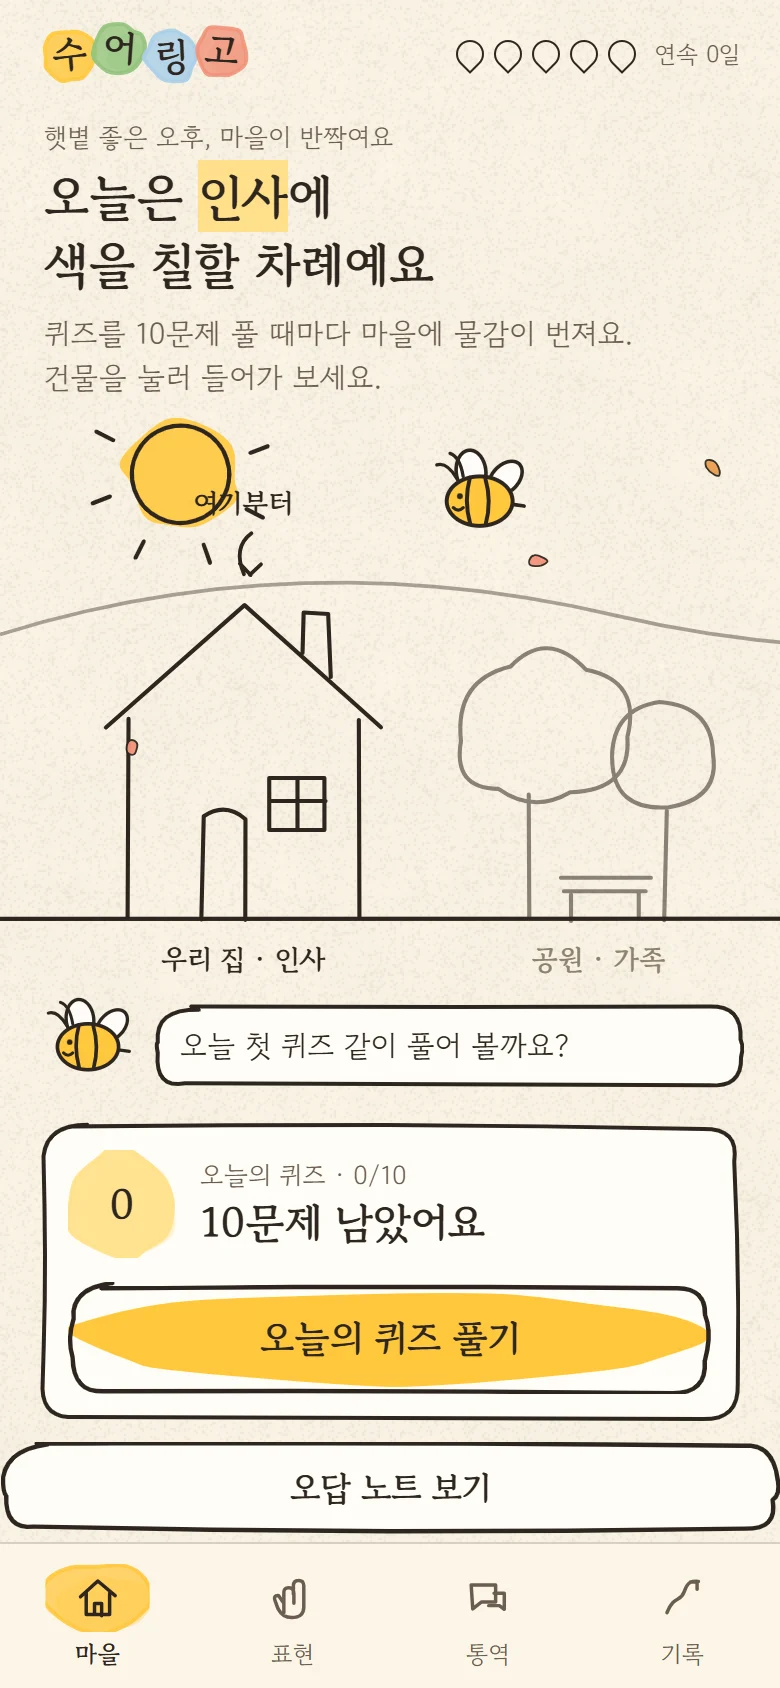 수어링고
연속 0일
햇볕 좋은 오후, 마을이 반짝여요
오늘은 인사에
색을 칠할 차례예요
퀴즈를 10문제 풀 때마다 마을에 물감이 번져요.
건물을 눌러 들어가 보세요.
여기부터
우리 집 · 인사
공원 · 가족
오늘 첫 퀴즈 같이 풀어 볼까요?
0
오늘의 퀴즈 · 0/10
10문제 남았어요
오늘의 퀴즈 풀기
오답 노트 보기
마을
표현
통역
기록